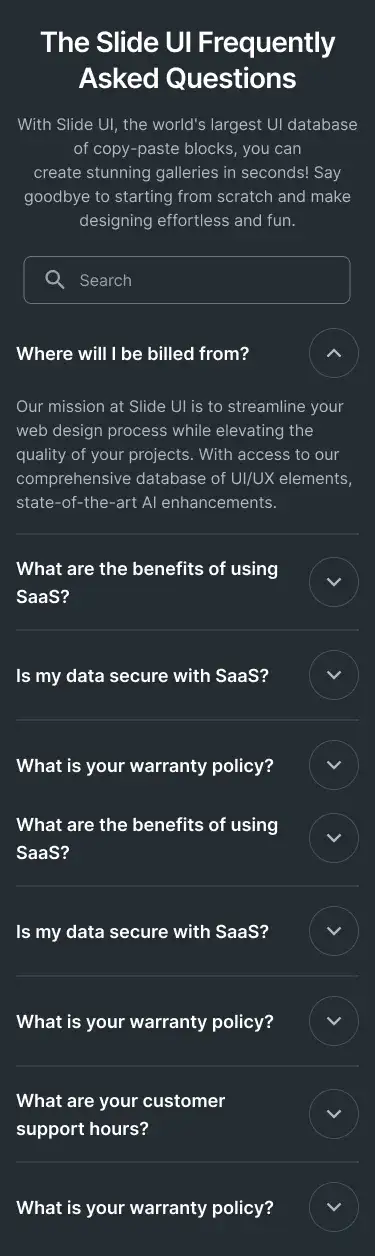 The Slide UI Frequently
Asked Questions
With Slide UI, the world's largest UI database
of copy-paste blocks, you can
create stunning galleries in seconds! Say
goodbye to starting from scratch and make
designing effortless and fun.
Search
Where will I be billed from?
Our mission at Slide UI is to streamline your
web design process while elevating the
quality of your projects. With access to our
comprehensive database of UI/UX elements,
state-of-the-art AI enhancements.
What are the benefits of using
SaaS?
Is my data secure with SaaS?
What is your warranty policy?
What are the benefits of using
SaaS?
Is my data secure with SaaS?
What is your warranty policy?
What are your customer
support hours?
What is your warranty policy?